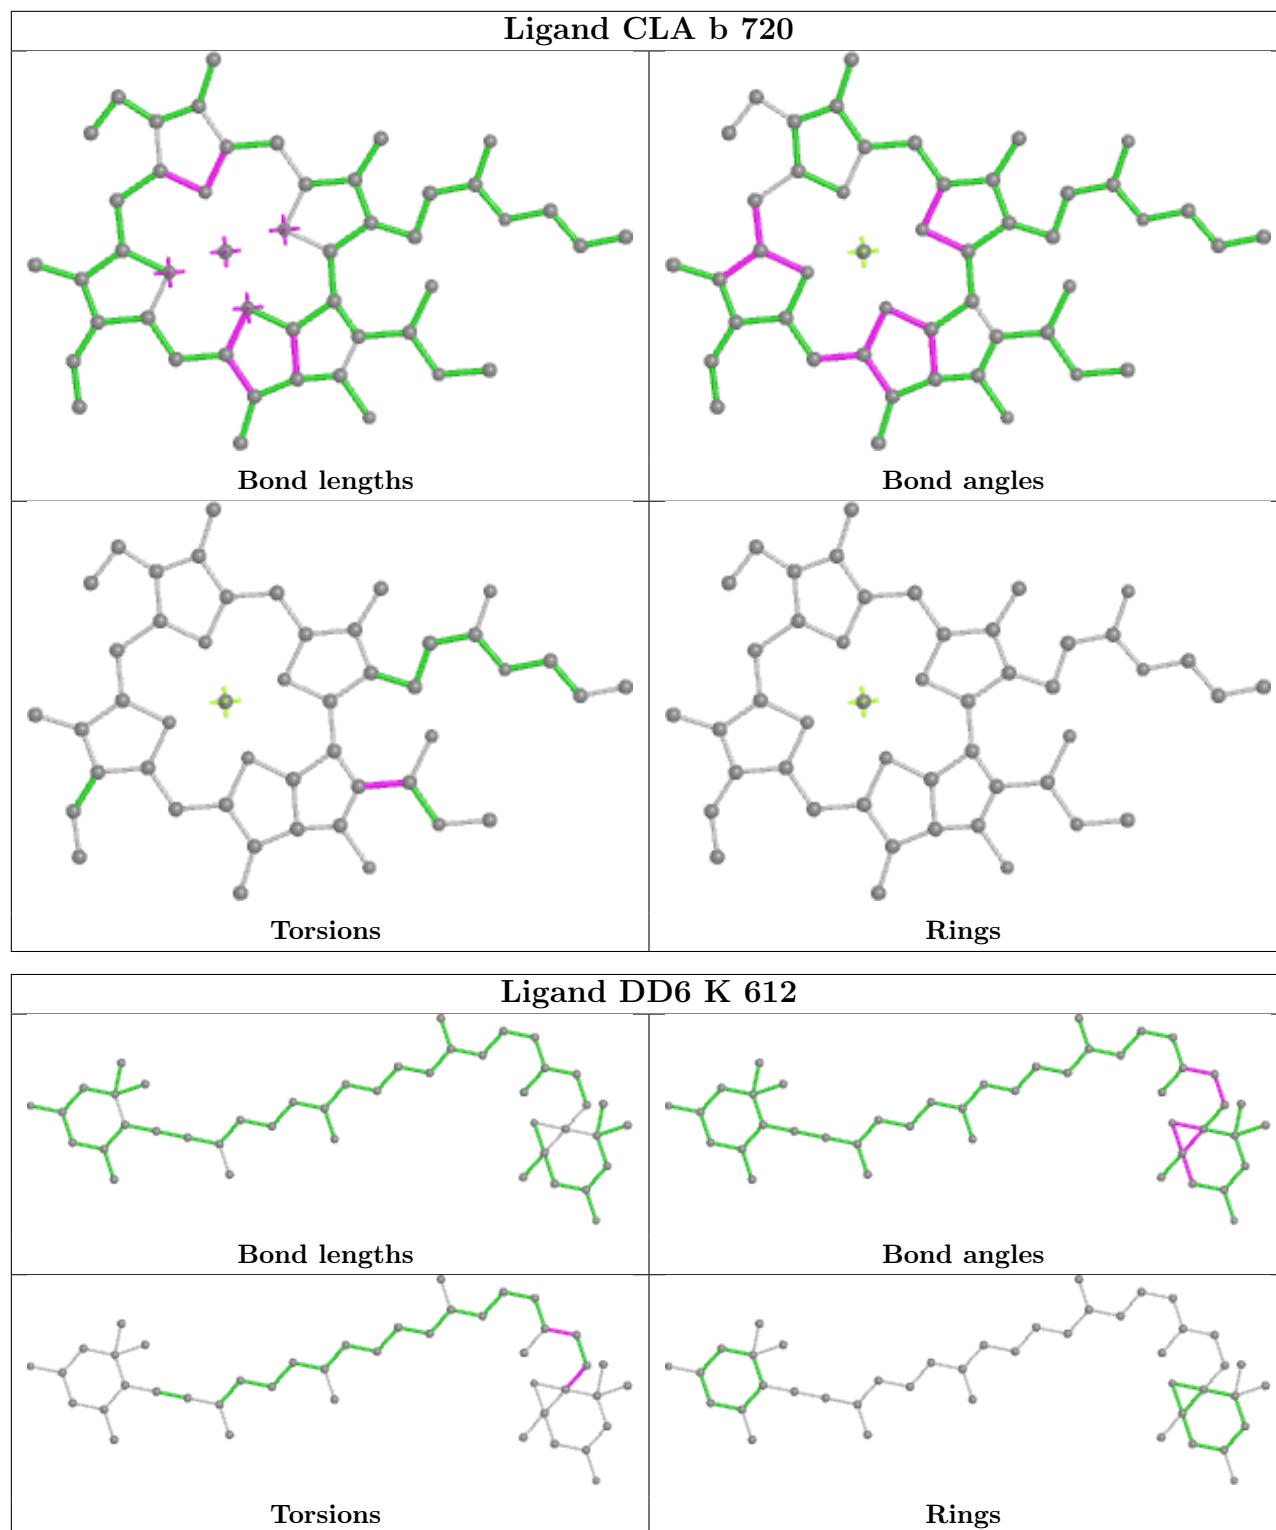 Ligand CLA b 720
Bond lengths
Bond angles
Torsions
Rings
Ligand DD6 K 612
Bond lengths
Bond angles
Torsions
Rings